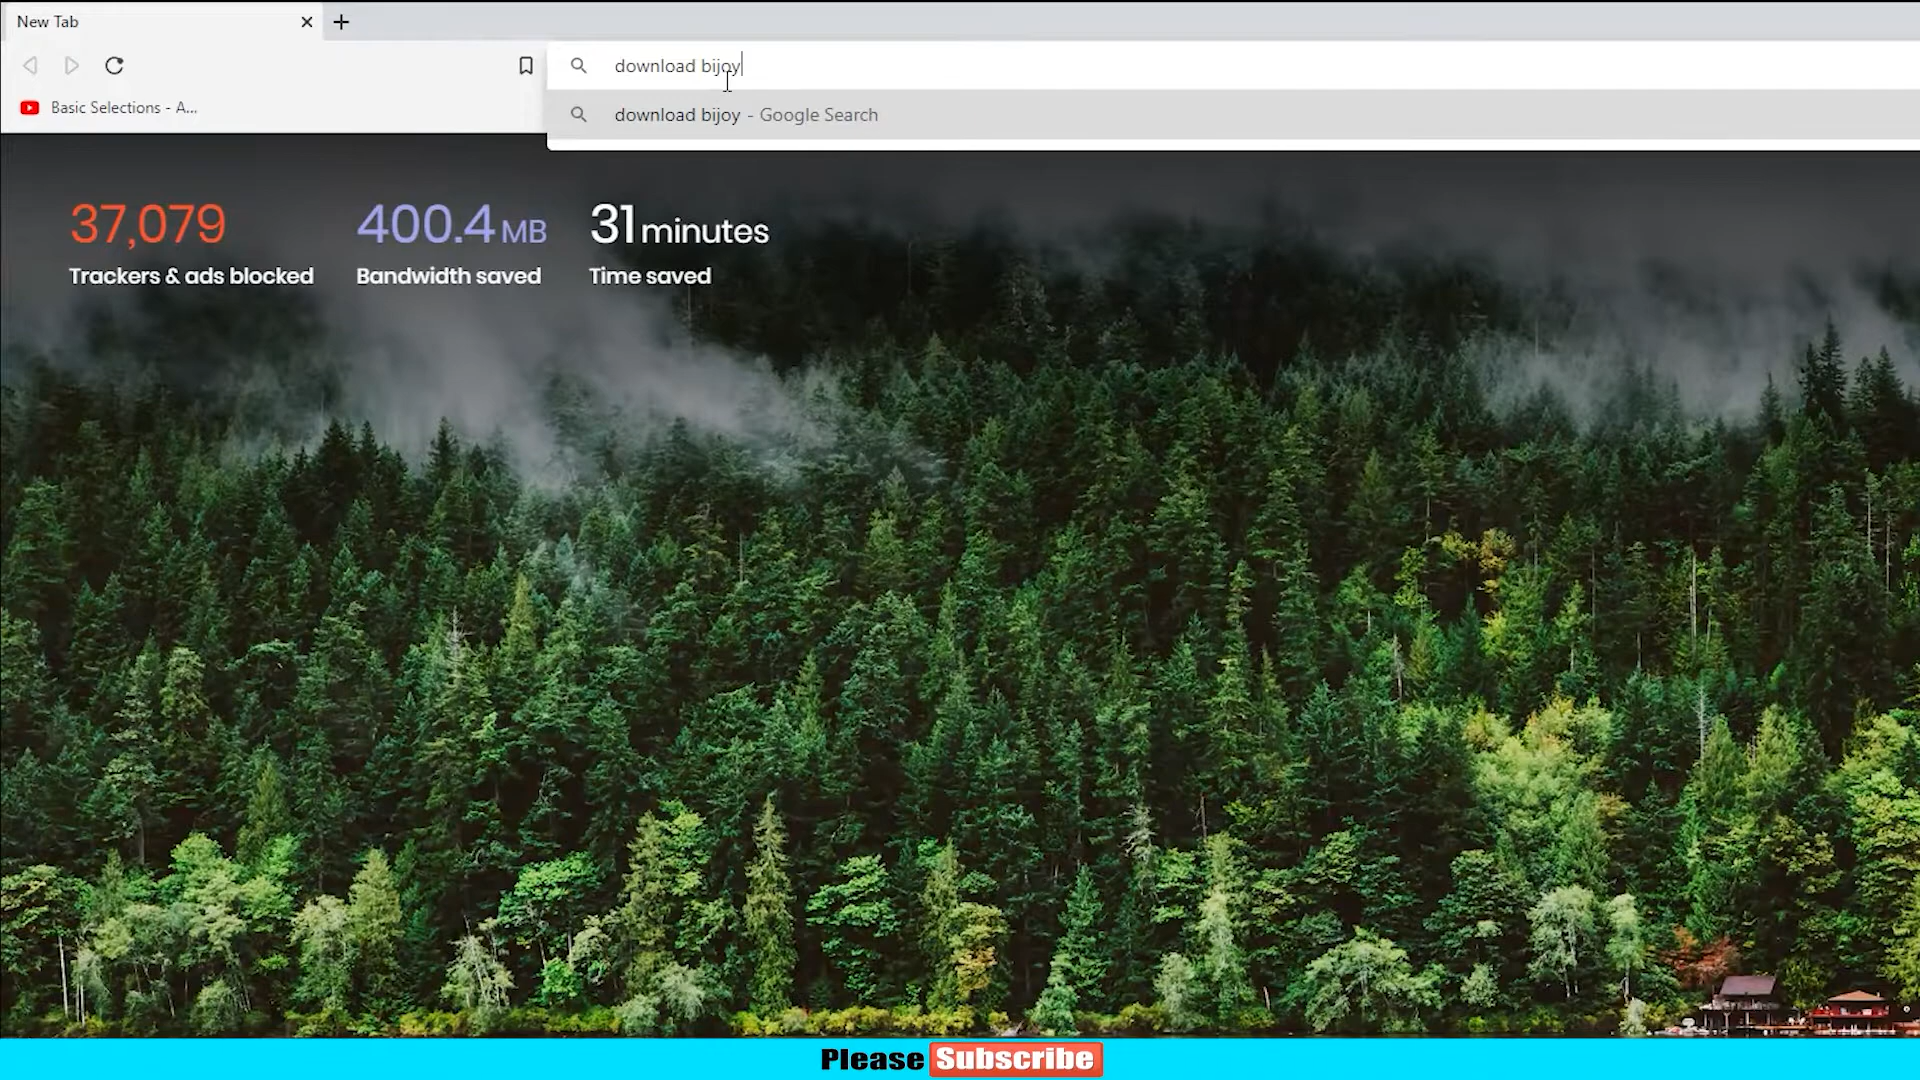 New Tab
download bijoy
Basic Selections - A...
download bijoy - Google Search
37,079
Trackers & ads blocked
400.4 MB
Bandwidth saved
31 minutes
Time saved
Please Subscribe